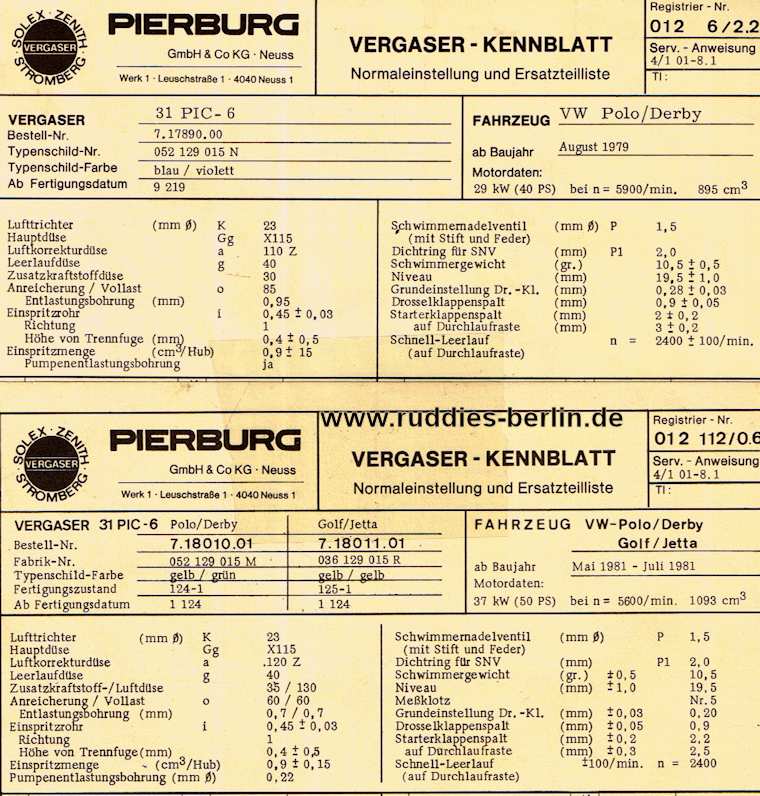 SOLEX · ZENITH
VERGASER
STROMBERG
PIERBURG
GmbH & Co KG · Neuss
Werk 1 · Leuschstraße 1 · 4040 Neuss 1
VERGASER - KENNBLATT
Normaleinstellung und Ersatzteilliste
Registrier - Nr.
012 6/2.2
Serv. - Anweisung
4/1 01-8.1
TI:
VERGASER 31 PIC-6
Bestell-Nr. 7.17890.00
Typenschild-Nr. 052 129 015 N
Typenschild-Farbe blau / violett
Ab Fertigungsdatum 9 219
FAHRZEUG VW Polo/Derby
ab Baujahr August 1979
Motordaten:
29 kW (40 PS) bei n = 5900/min. 895 cm³
Lufttrichter (mm Ø) K 23
Hauptdüse Gg X115
Luftkorrekturdüse a 110 Z
Leerlaufdüse g 40
Zusatzkraftstoffdüse 30
Anreicherung / Vollast o 85
Entlastungsbohrung (mm) 0,95
Einspritzrohr i 0,45 ± 0,03
Richtung 1
Höhe von Trennfuge (mm) 0,4 ± 0,5
Einspritzmenge (cm³/Hub) 0,9 ± 15
Pumpenentlastungsbohrung ja
Schwimmernadelventil (mm Ø) P 1,5
(mit Stift und Feder)
Dichtring für SNV (mm) P1 2,0
Schwimmergewicht (gr.) 10,5 ± 0,5
Niveau (mm) 19,5 ± 1,0
Grundeinstellung Dr. -Kl. (mm) 0,28 ± 0,03
Drosselklappenspalt (mm) 0,9 ± 0,05
Starterklappenspalt (mm) 2 ± 0,2
auf Durchlaufraste (mm) 3 ± 0,2
Schnell-Leerlauf n = 2400 ± 100/min.
(auf Durchlaufraste)
www.ruddies-berlin.de
SOLEX · ZENITH
VERGASER
STROMBERG
PIERBURG
GmbH & Co KG · Neuss
Werk 1 · Leuschstraße 1 · 4040 Neuss 1
VERGASER - KENNBLATT
Normaleinstellung und Ersatzteilliste
Registrier - Nr.
012 112/0.6
Serv. - Anweisung
4/1 01-8.1
TI:
VERGASER 31 PIC-6 Polo/Derby Golf/Jetta
Bestell-Nr. 7.18010.01 7.18011.01
Fabrik-Nr. 052 129 015 M 036 129 015 R
Typenschild-Farbe gelb / grün gelb / gelb
Fertigungszustand 124-1 125-1
Ab Fertigungsdatum 1 124 1 124
FAHRZEUG VW-Polo/Derby
Golf/Jetta
ab Baujahr Mai 1981 - Juli 1981
Motordaten:
37 kW (50 PS) bei n = 5600/min. 1093 cm³
Lufttrichter (mm Ø) K 23
Hauptdüse Gg X115
Luftkorrekturdüse a .120 Z
Leerlaufdüse g 40
Zusatzkraftstoff-/Luftdüse 35 / 130
Anreicherung / Vollast o 60 / 60
Entlastungsbohrung (mm) 0,7 / 0,7
Einspritzrohr i 0,45 ± 0,03
Richtung 1
Höhe von Trennfuge (mm) 0,4 ± 0,5
Einspritzmenge (cm³/Hub) 0,9 ± 0,15
Pumpenentlastungsbohrung (mm Ø) 0,22
Schwimmernadelventil (mm Ø) P 1,5
(mit Stift und Feder)
Dichtring für SNV (mm) P1 2,0
Schwimmergewicht (gr.) ± 0,5 10,5
Niveau (mm) ± 1,0 19,5
Meßklotz Nr. 5
Grundeinstellung Dr. -Kl. (mm) ± 0,03 0,20
Drosselklappenspalt (mm) ± 0,05 0,9
Starterklappenspalt (mm) ± 0,2 2,2
auf Durchlaufraste (mm) ± 0,3 2,5
Schnell-Leerlauf ±100/min. n = 2400
(auf Durchlaufraste)